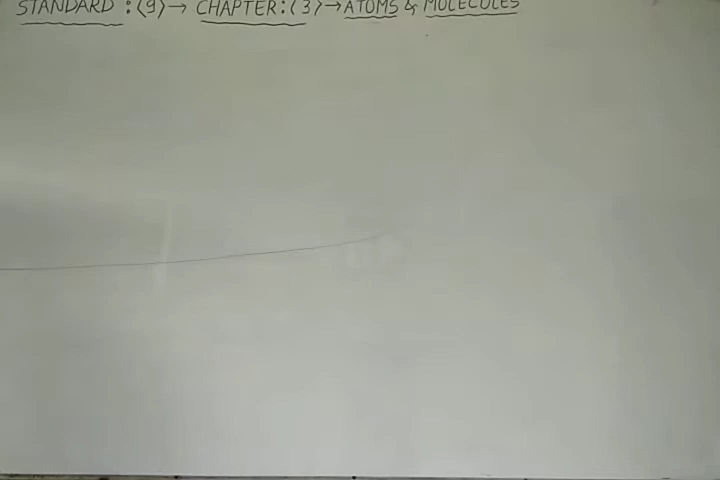 STANDARD : (9) → CHAPTER : (3) → ATOMS & MOLECULES